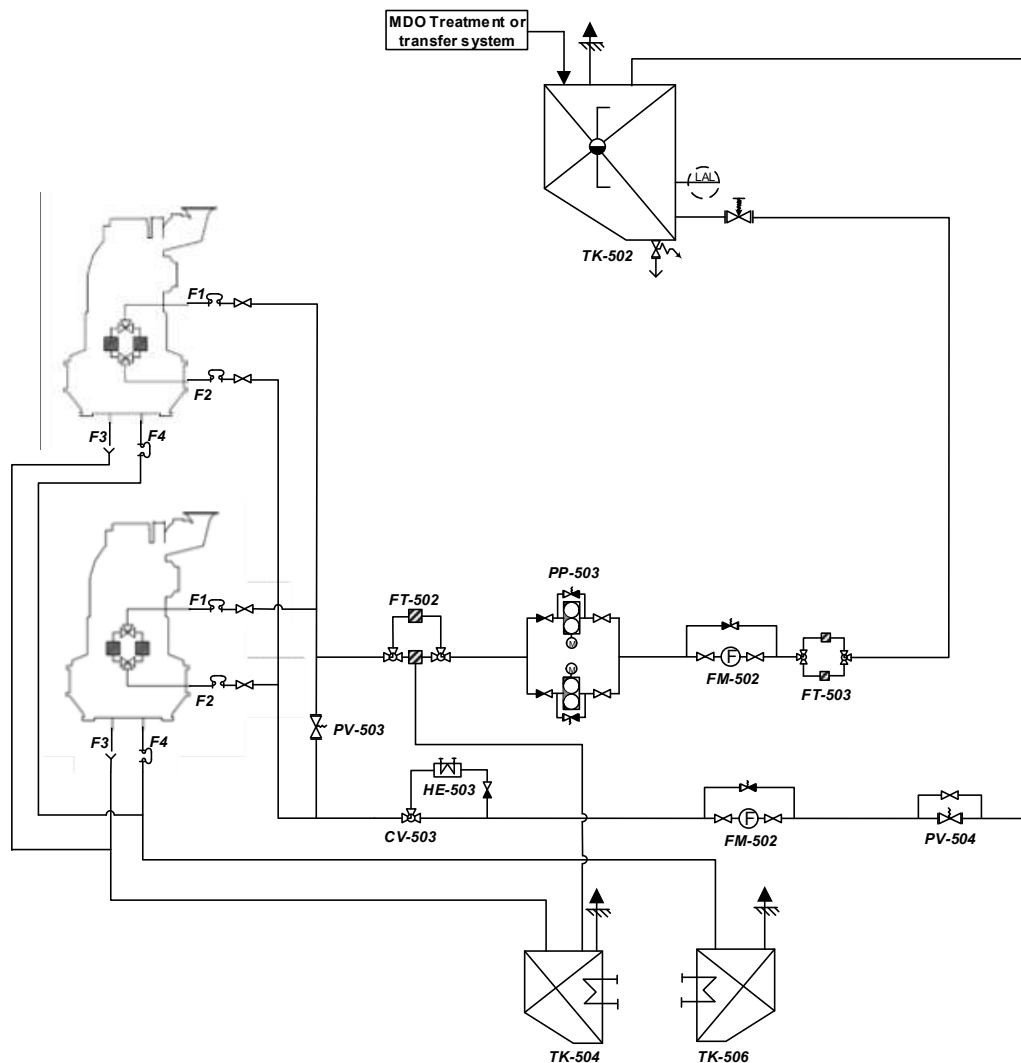 MDO Treatment or
transfer system
LAL
TK-502
F1
F2
F3
F4
F1
F2
F3
F4
FT-502
PP-503
M
M
F
FM-502
FT-503
PV-503
HE-503
CV-503
F
FM-502
PV-504
TK-504
TK-506